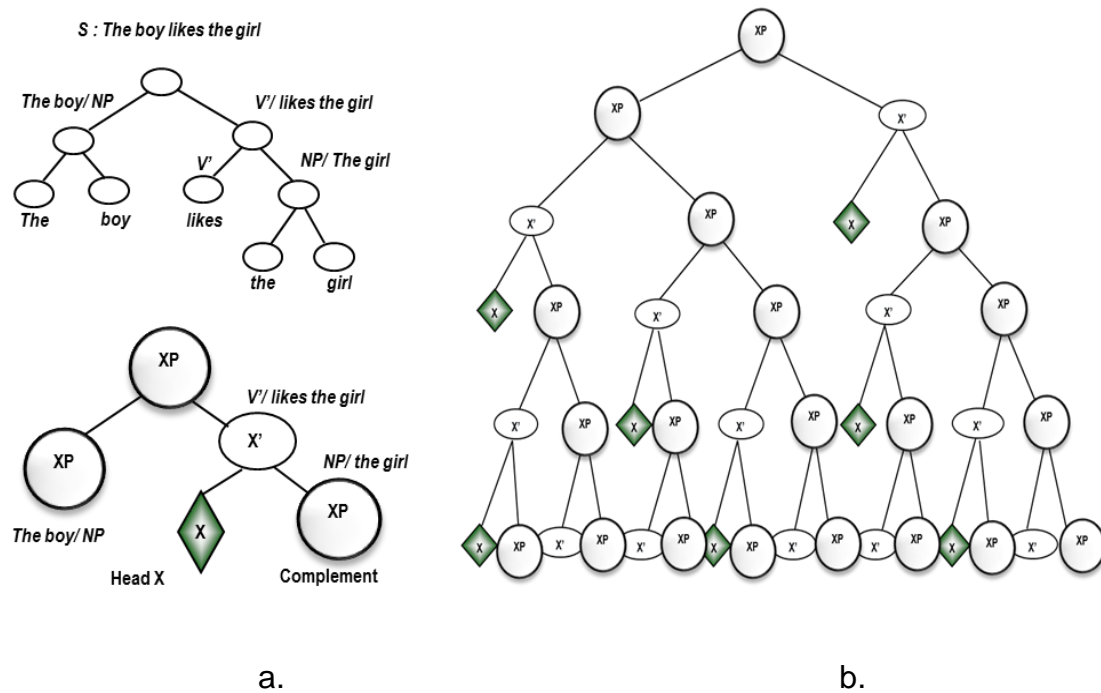 S : The boy likes the girl
The boy/ NP
V'/ likes the girl
V'
NP/ The girl
The boy likes
the girl
XP
V'/ likes the girl
XP X'
NP/ the girl
The boy/ NP
X XP
Head X Complement
a.
XP
XP X'
X' XP X XP
X XP X' XP X' XP
X' XP X XP X' XP X XP X' XP
X XP X' XP X' XP X XP X' XP X' XP X XP X' XP
b.